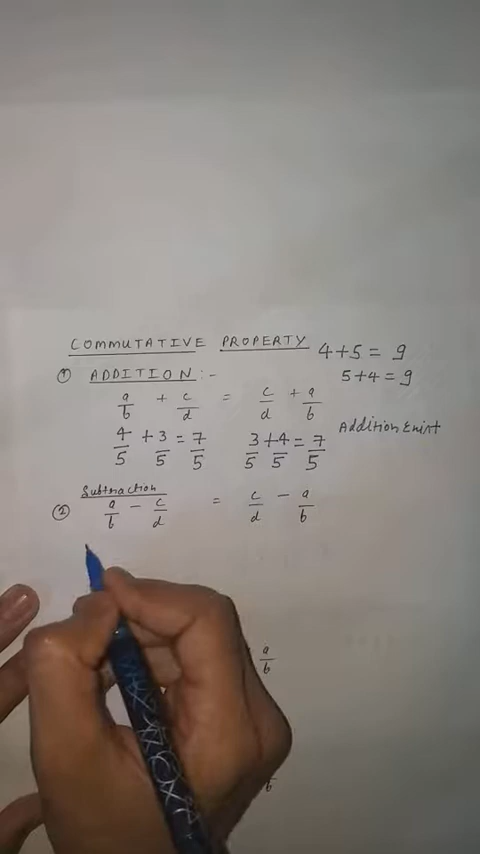 COMMUTATIVE PROPERTY 4+5 = 9
① ADDITION :- 5+4 = 9
a/b + c/d = c/d + a/b
4/5 + 3/5 = 7/5 3/5 + 4/5 = 7/5 Addition Exist
Subtraction
② a/b - c/d = c/d - a/b
a/b
b